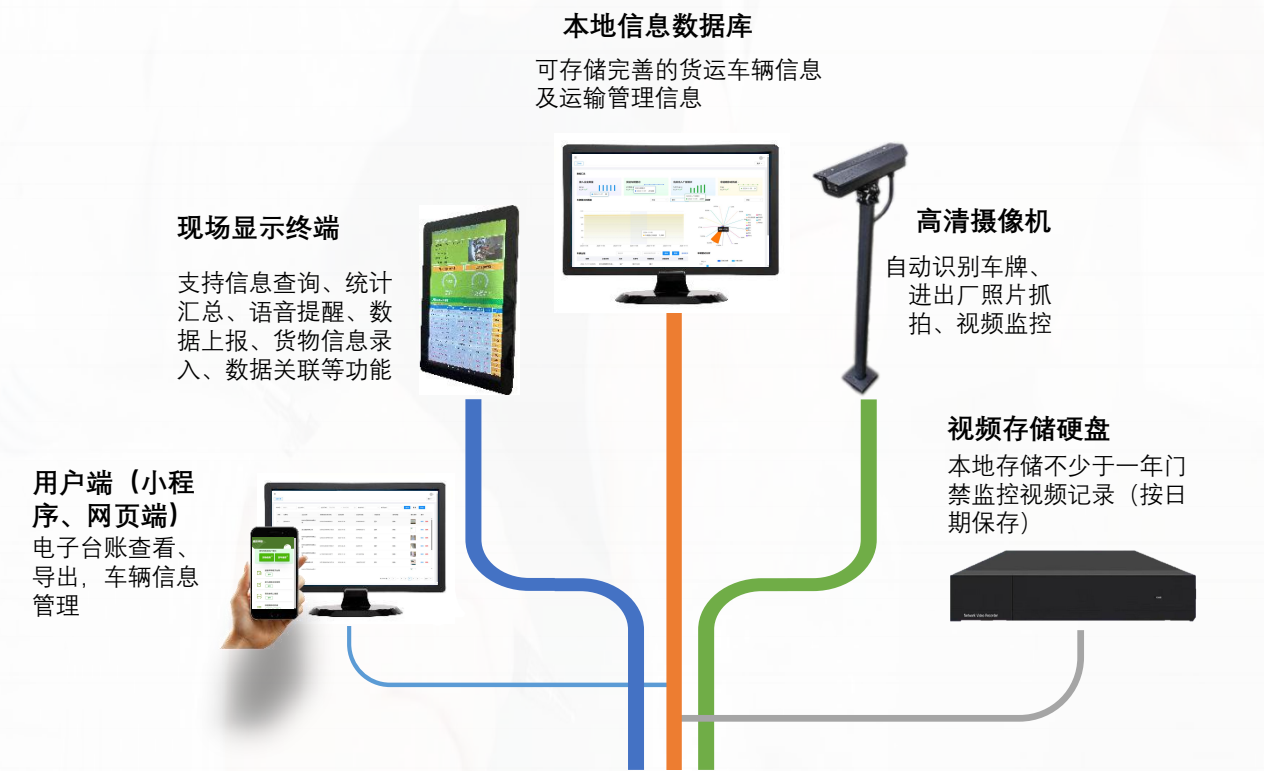 本地信息数据库
可存储完善的货运车辆信息
及运输管理信息
现场显示终端
支持信息查询、统计
汇总、语音提醒、数
据上报、货物信息录
入、数据关联等功能
高清摄像机
自动识别车牌、
进出厂照片抓
拍、视频监控
视频存储硬盘
本地存储不少于一年门
禁监控视频记录（按日
期保存）
用户端（小程
序、网页端）
电子台账查看、
导出，车辆信息
管理
Network Video Recorder